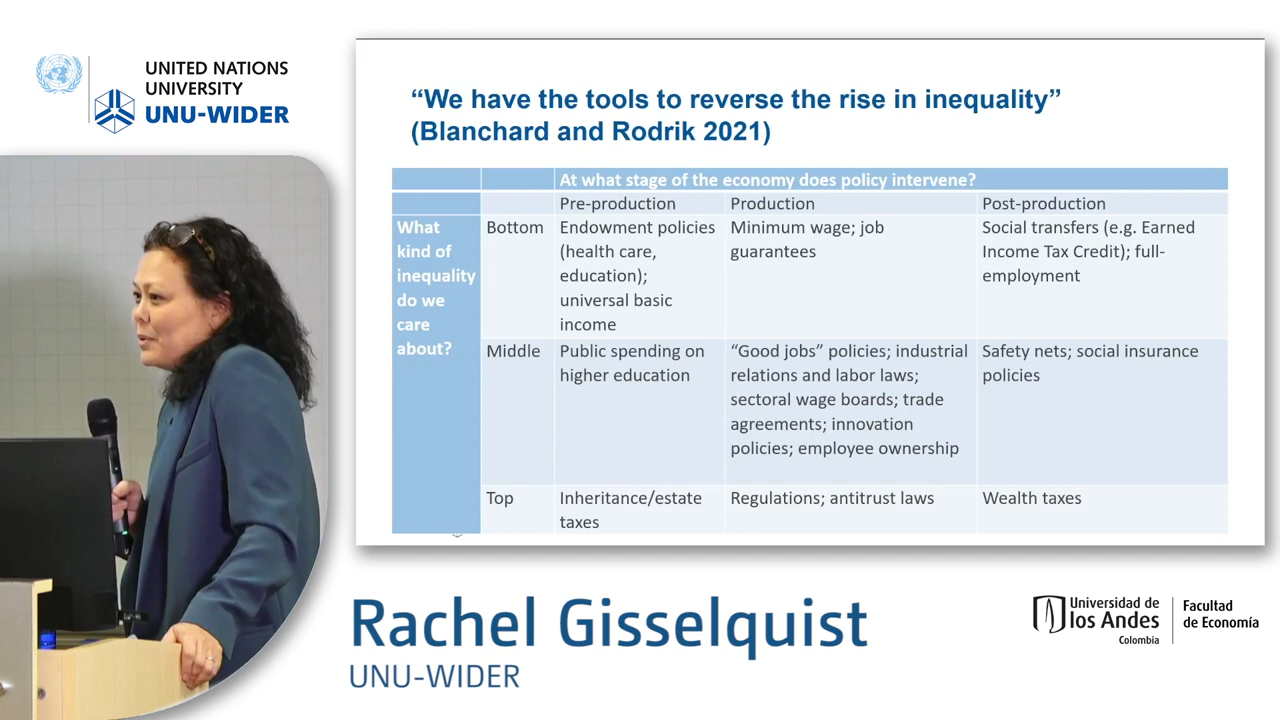 UNITED NATIONS
UNIVERSITY
UNU-WIDER
“We have the tools to reverse the rise in inequality”
(Blanchard and Rodrik 2021)
At what stage of the economy does policy intervene?
Pre-production
Production
Post-production
What
kind of
inequality
do we
care
about?
Bottom
Endowment policies
(health care,
education);
universal basic
income
Minimum wage; job
guarantees
Social transfers (e.g. Earned
Income Tax Credit); full-
employment
Middle
Public spending on
higher education
“Good jobs” policies; industrial
relations and labor laws;
sectoral wage boards; trade
agreements; innovation
policies; employee ownership
Safety nets; social insurance
policies
Top
Inheritance/estate
taxes
Regulations; antitrust laws
Wealth taxes
Rachel Gisselquist
UNU-WIDER
Universidad de
los Andes
Colombia
Facultad
de Economía